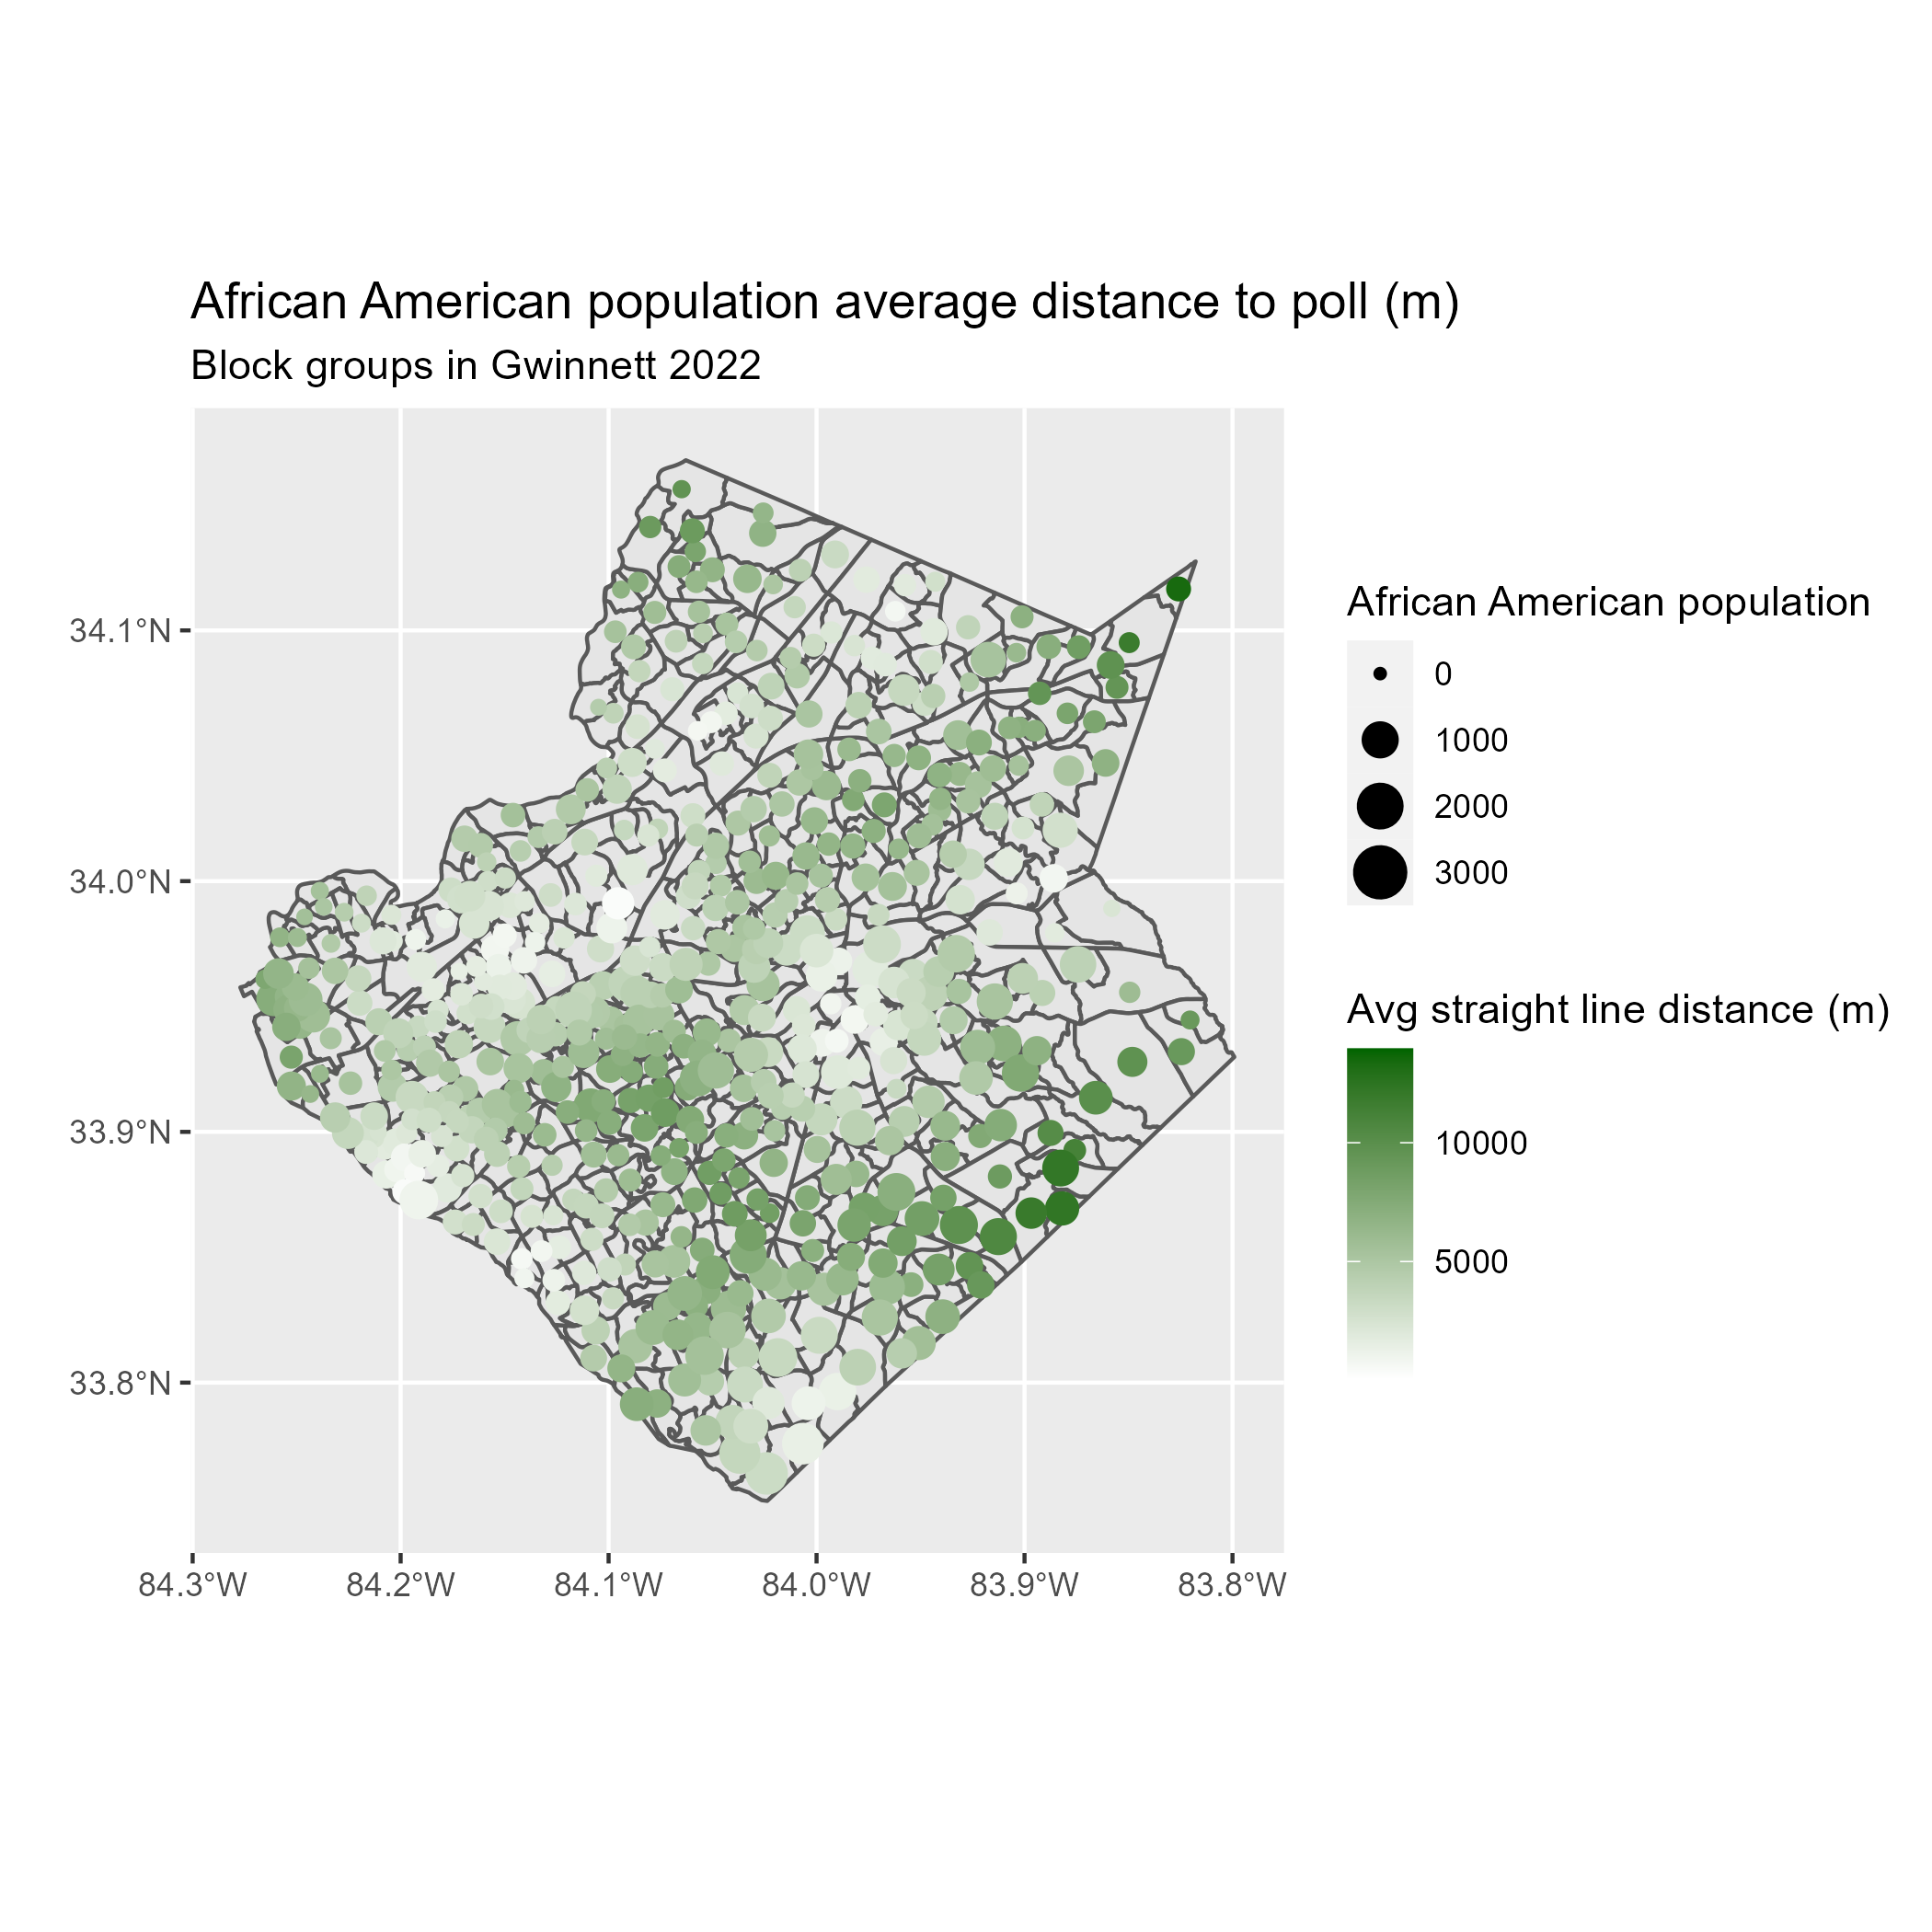 African American population average distance to poll (m)
Block groups in Gwinnett 2022
34.1°N
34.0°N
33.9°N
33.8°N
84.3°W
84.2°W
84.1°W
84.0°W
83.9°W
83.8°W
African American population
0
1000
2000
3000
Avg straight line distance (m)
10000
5000